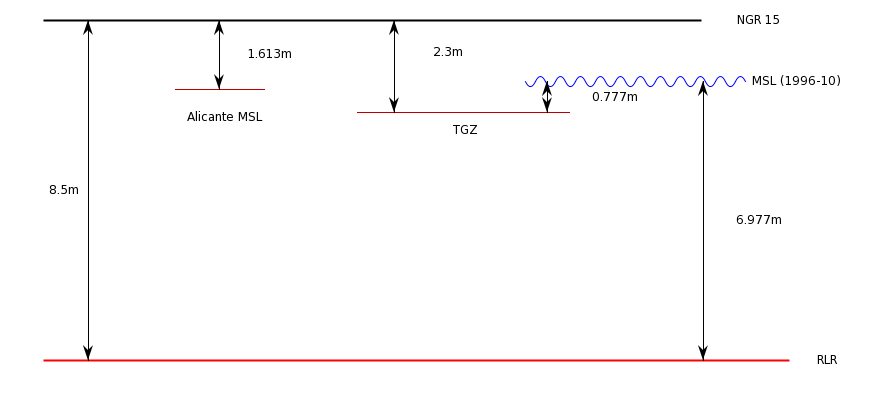 NGR 15
1.613m
2.3m
MSL (1996-10)
0.777m
Alicante MSL
TGZ
8.5m
6.977m
RLR